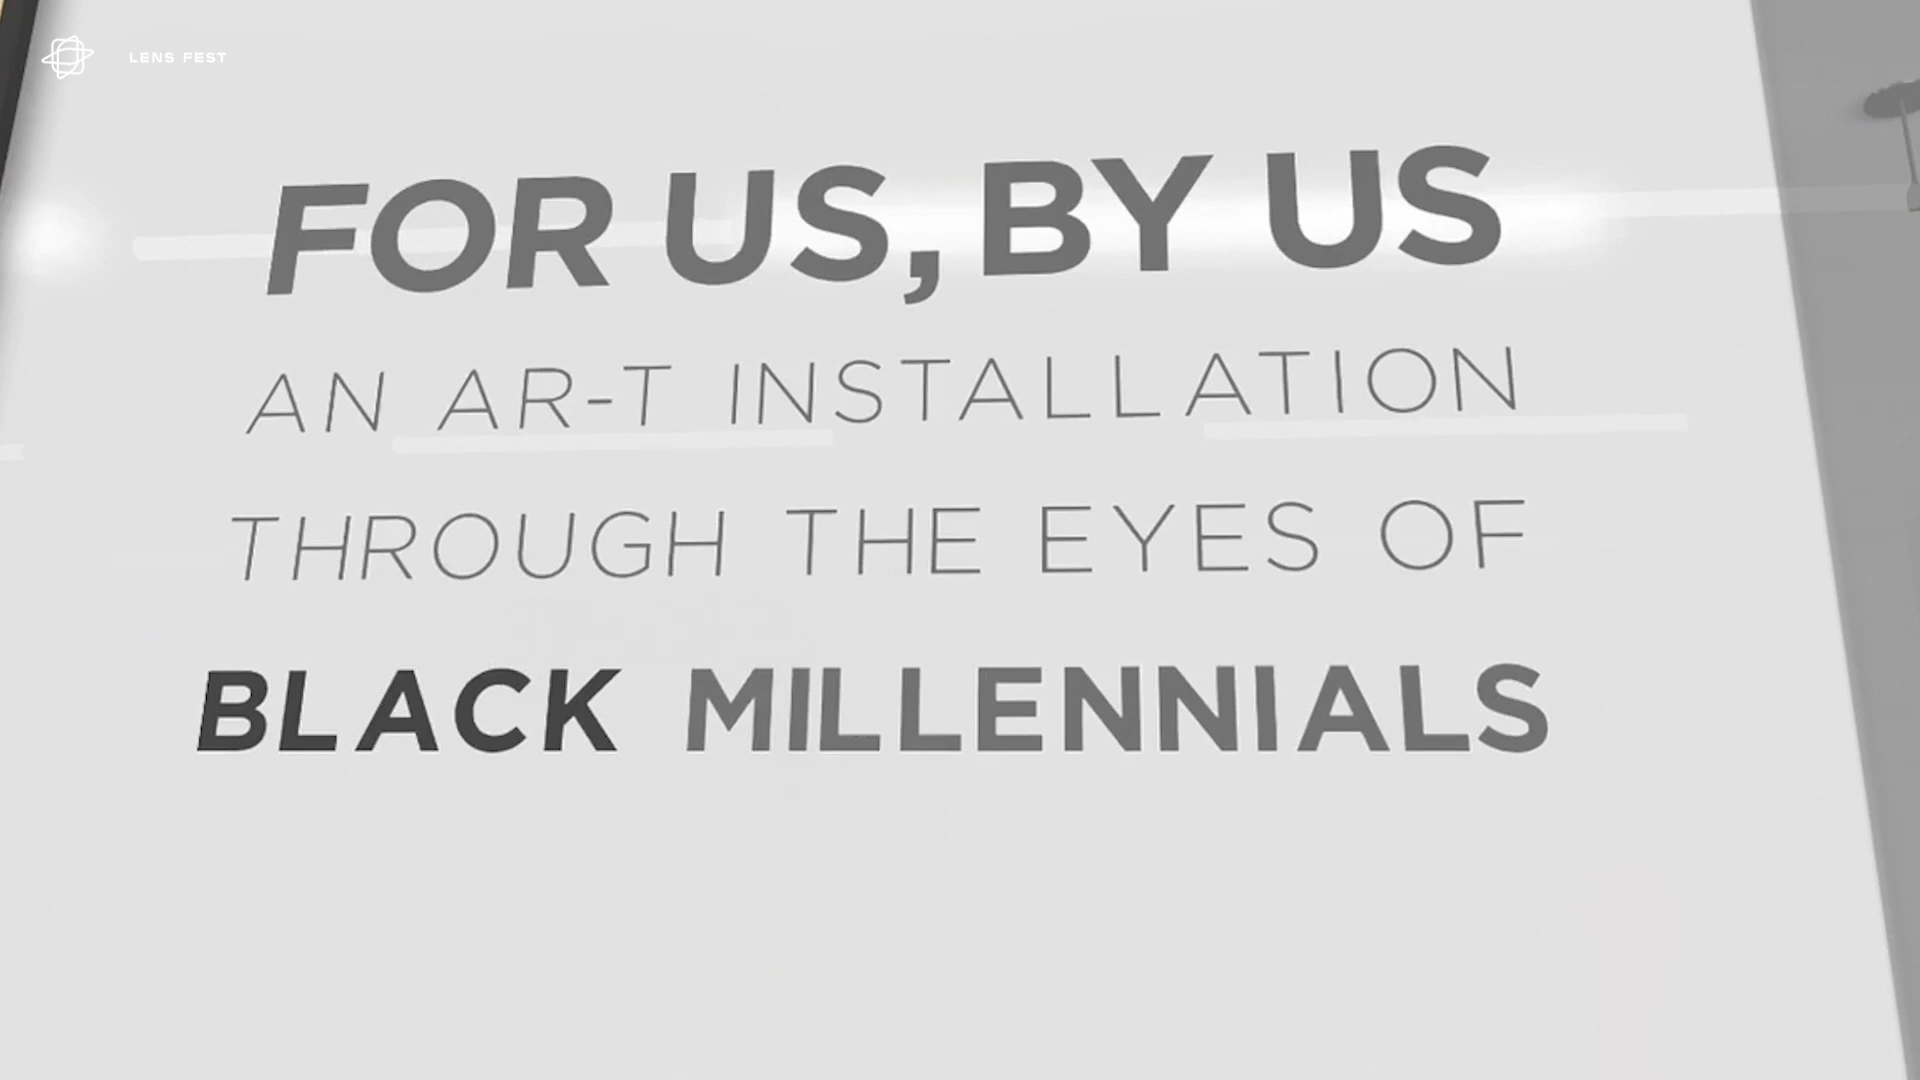 LENS FEST
FOR US, BY US
AN AR-T INSTALLATION
THROUGH THE EYES OF
BLACK MILLENNIALS